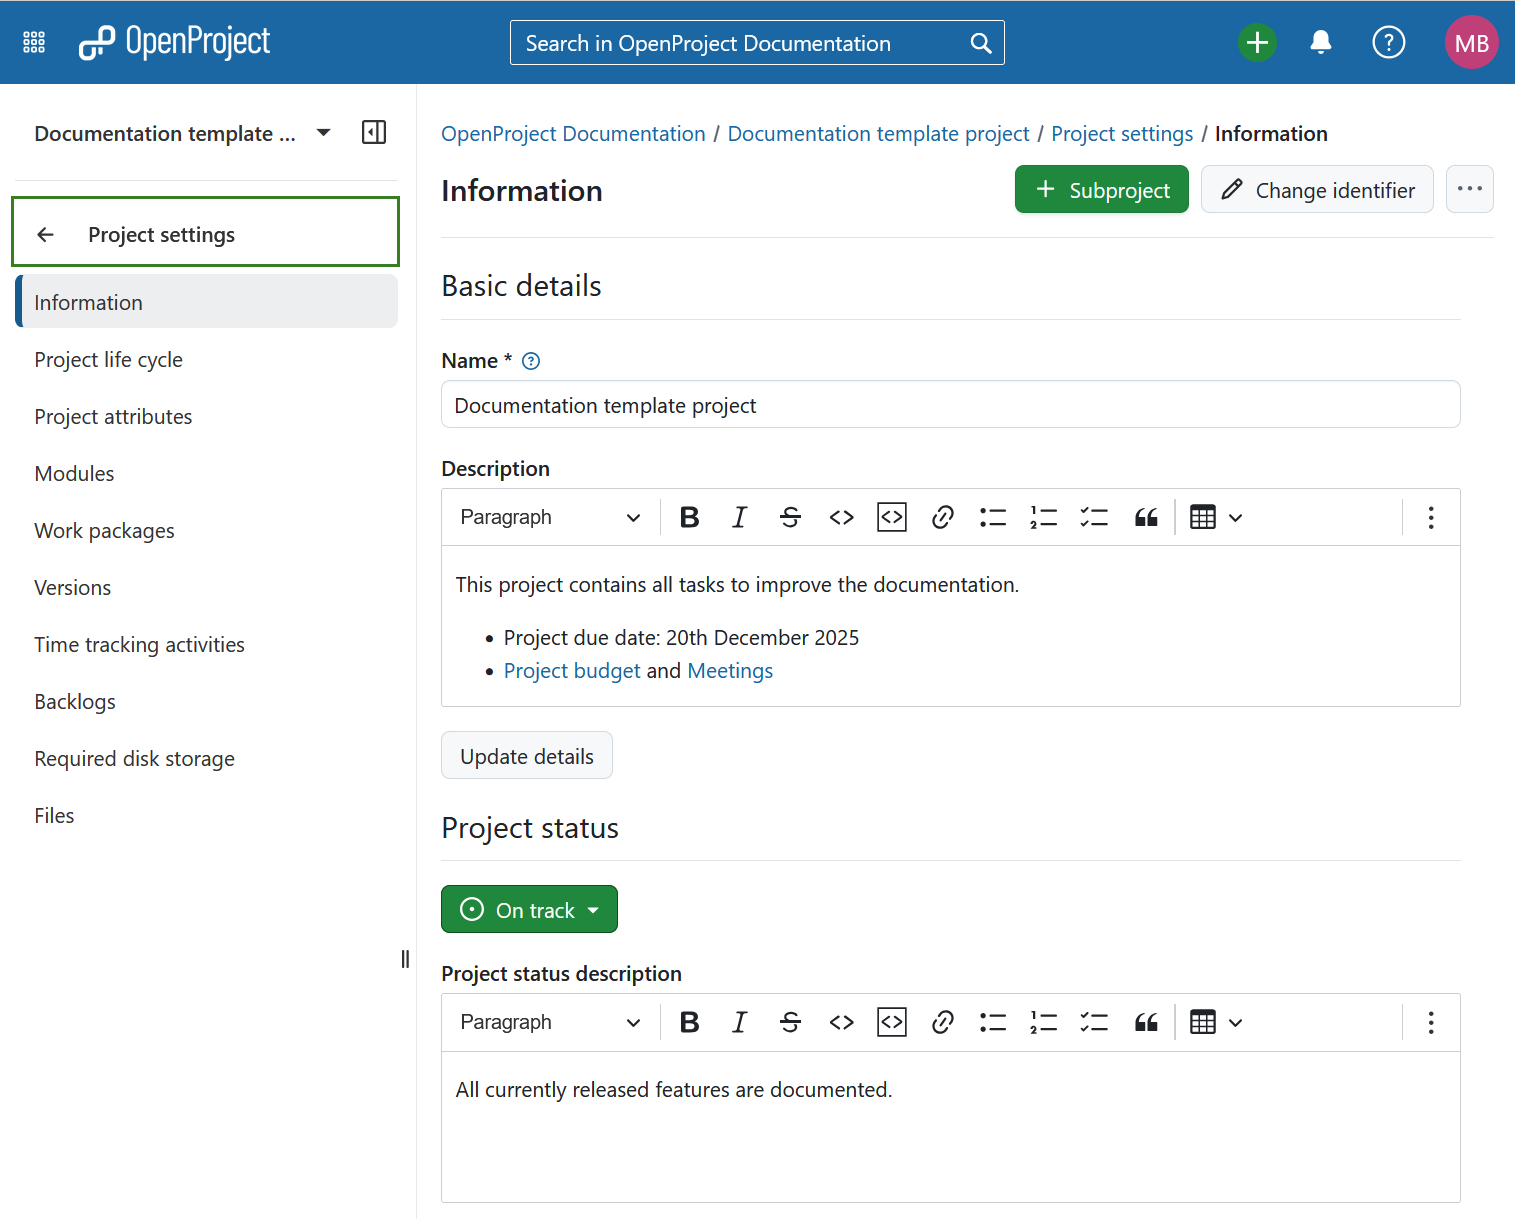 OpenProject
Search in OpenProject Documentation
MB
Documentation template ...
OpenProject Documentation / Documentation template project / Project settings / Information
Information
Subproject
Change identifier
Project settings
Information
Project life cycle
Project attributes
Modules
Work packages
Versions
Time tracking activities
Backlogs
Required disk storage
Files
Basic details
Name *
Documentation template project
Description
Paragraph
This project contains all tasks to improve the documentation.
• Project due date: 20th December 2025
• Project budget and Meetings
Update details
Project status
On track
Project status description
Paragraph
All currently released features are documented.